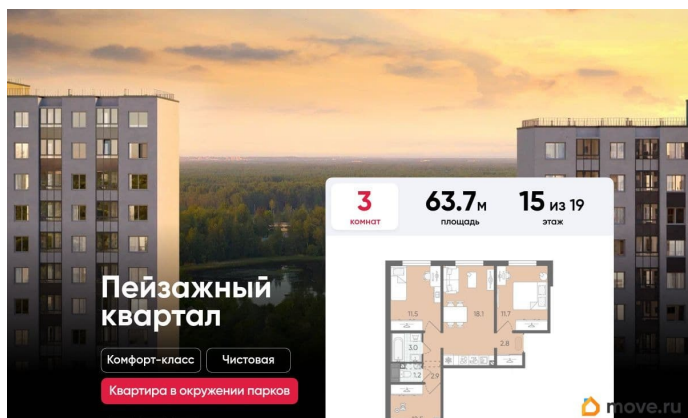 3
комнат
63.7м
площадь
15 из 19
этаж
Пейзажный
квартал
Комфорт-класс
Чистовая
Квартира в окружении парков
11.5
18.1
11.7
3.0
2.8
1.2
2.9
move.ru